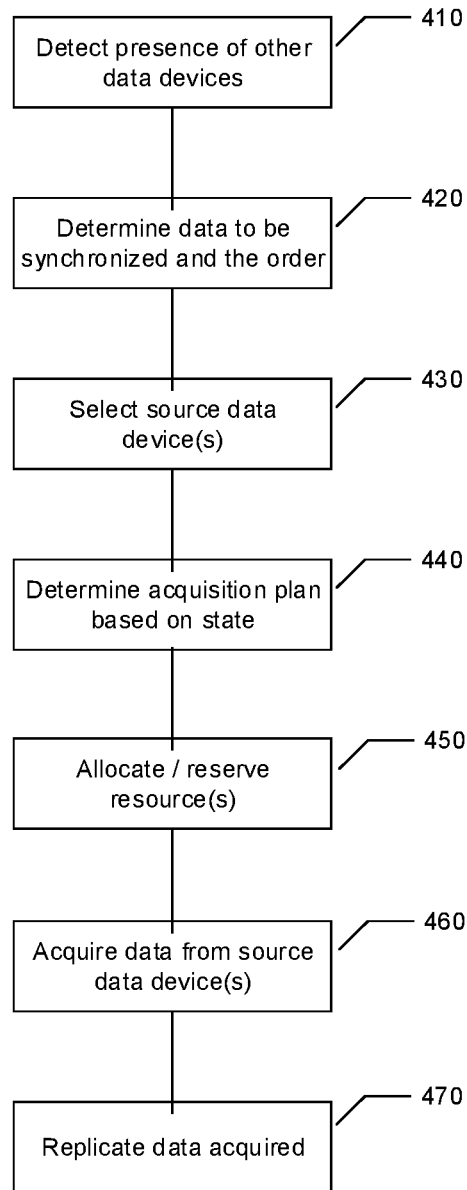 410
Detect presence of other
data devices
420
Determine data to be
synchronized and the order
430
Select source data
device(s)
440
Determine acquisition plan
based on state
450
Allocate / reserve
resource(s)
460
Acquire data from source
data device(s)
470
Replicate data acquired